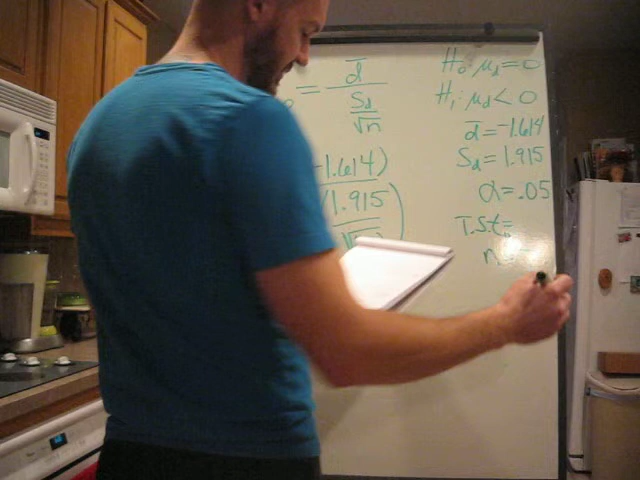 d̄
= 
Sd
√n
-1.614)
(1.915
√
H₀: μd = 0
H₁: μd < 0
d̄ = -1.614
Sd = 1.915
α = .05
T.S.t =
n =